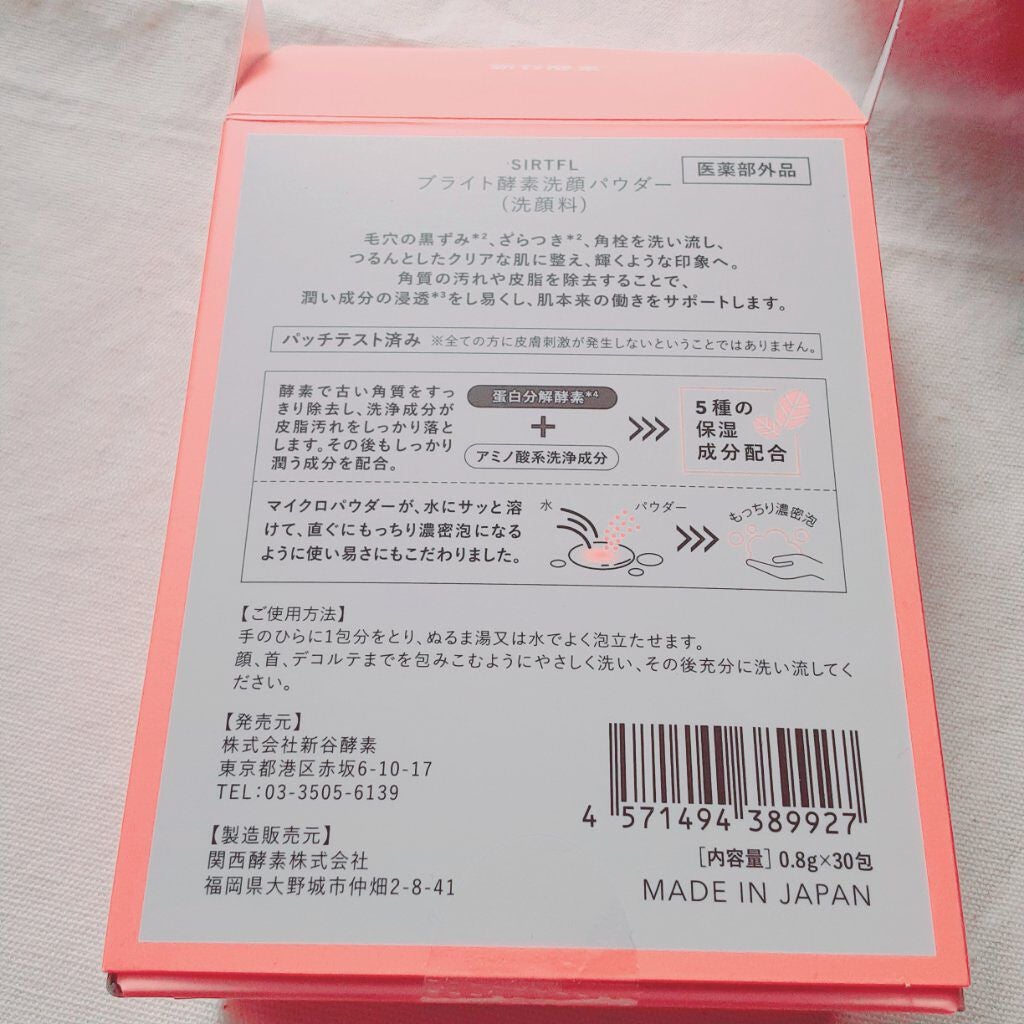 SIRTFL
ブライト酵素洗顔パウダー
(洗顔料)
医薬部外品
毛穴の黒ずみ*²、ざらつき*²、角栓を洗い流し、
つるんとしたクリアな肌に整え、輝くような印象へ。
角質の汚れや皮脂を除去することで、
潤い成分の浸透*³をし易くし、肌本来の働きをサポートします。
パッチテスト済み ※全ての方に皮膚刺激が発生しないということではありません。
酵素で古い角質をすっ
きり除去し、洗浄成分が
皮脂汚れをしっかり落と
します。その後もしっかり
潤う成分を配合。
蛋白分解酵素*⁴
+
アミノ酸系洗浄成分
5種の
保湿
成分配合
マイクロパウダーが、水にサッと溶
けて、直ぐにもっちり濃密泡になる
ように使い易さにもこだわりました。
水
パウダー
もっちり濃密泡
【ご使用方法】
手のひらに1包分をとり、ぬるま湯又は水でよく泡立たせます。
顔、首、デコルテまでを包みこむようにやさしく洗い、その後充分に洗い流してく
ださい。
【発売元】
株式会社新谷酵素
東京都港区赤坂6-10-17
TEL:03-3505-6139
【製造販売元】
関西酵素株式会社
福岡県大野城市仲畑2-8-41
4 571494 389927
[内容量] 0.8g×30包
MADE IN JAPAN